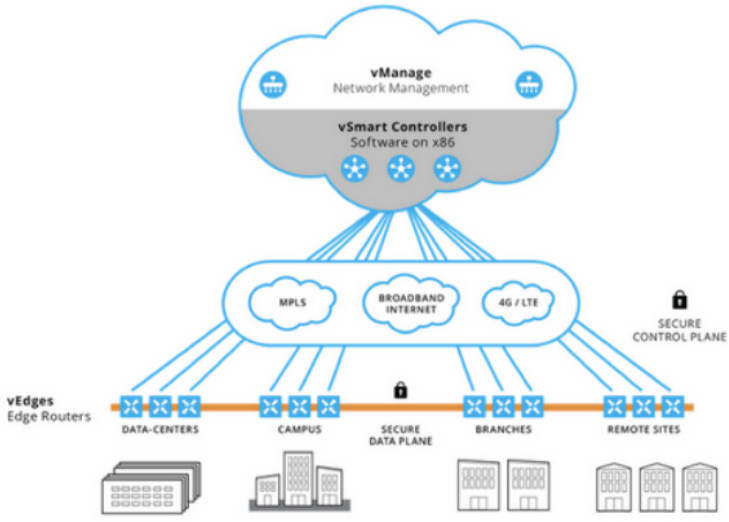 vManage
Network Management
vSmart Controllers
Software on x86
MPLS
BROADBAND
INTERNET
4G / LTE
SECURE
CONTROL PLANE
vEdges
Edge Routers
DATA-CENTERS
CAMPUS
SECURE
DATA PLANE
BRANCHES
REMOTE SITES